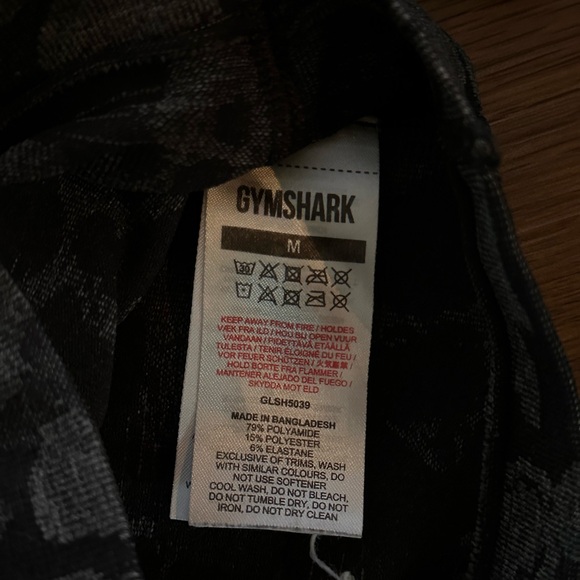 GYMSHARK
M
30
KEEP AWAY FROM FIRE / HOLDES
VÆK FRA ILD / HOU BIJ OPEN VUUR
VANDAAN / PIDETTÄVÄ ETÄÄLLÄ
TULESTA / TENIR ÉLOIGNÉ DU FEU /
VOR FEUER SCHÜTZEN / 火気厳禁 /
HOLD BORTE FRA FLAMMER /
MANTENER ALEJADO DEL FUEGO /
SKYDDA MOT ELD
GLSH5039
MADE IN BANGLADESH
79% POLYAMIDE
15% POLYESTER
6% ELASTANE
EXCLUSIVE OF TRIMS, WASH
WITH SIMILAR COLOURS, DO
NOT USE SOFTENER
COOL WASH, DO NOT BLEACH,
DO NOT TUMBLE DRY, DO NOT
IRON, DO NOT DRY CLEAN